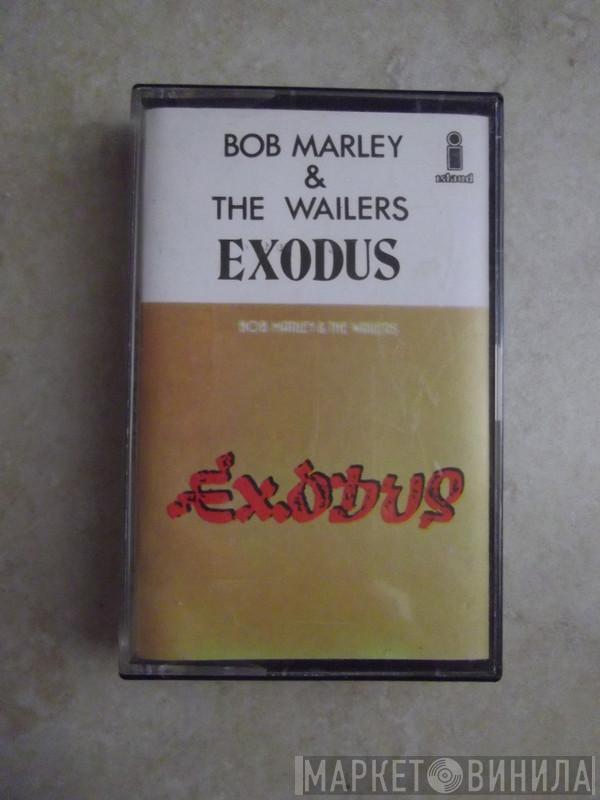 BOB MARLEY
&
THE WAILERS
EXODUS
island
BOB MARLEY & THE WAILERS
EXODUS
МАРКЕТ ВИНИЛА